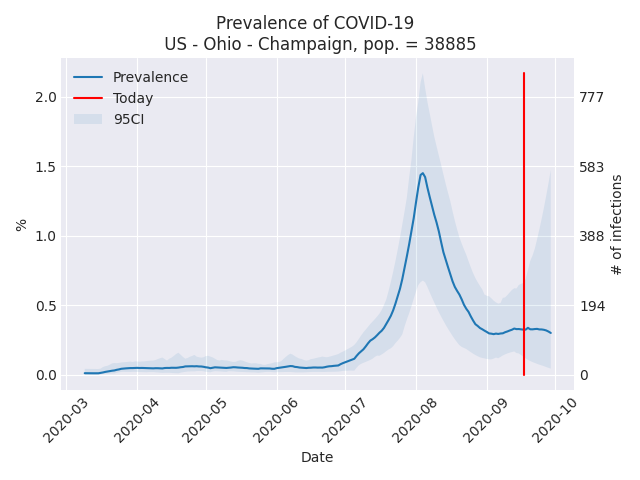 Prevalence of COVID-19
US - Ohio - Champaign, pop. = 38885
Prevalence
Today
95CI
2.0
1.5
1.0
0.5
0.0
%
777
583
388
194
0
# of infections
2020-03
2020-04
2020-05
2020-06
2020-07
2020-08
2020-09
2020-10
Date